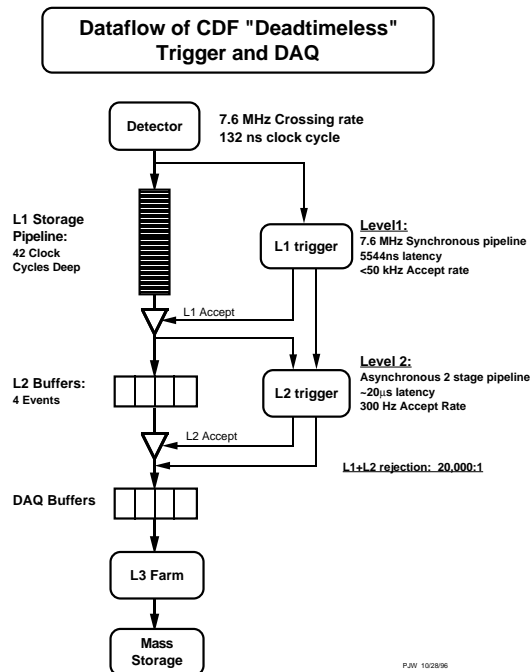 Dataflow of CDF "Deadtimeless"
Trigger and DAQ
Detector
7.6 MHz Crossing rate
132 ns clock cycle
L1 Storage
Pipeline:
42 Clock
Cycles Deep
L1 trigger
Level1:
7.6 MHz Synchronous pipeline
5544ns latency
<50 kHz Accept rate
L1 Accept
L2 Buffers:
4 Events
L2 trigger
Level 2:
Asynchronous 2 stage pipeline
~20μs latency
300 Hz Accept Rate
L2 Accept
L1+L2 rejection: 20,000:1
DAQ Buffers
L3 Farm
Mass
Storage
PJW 10/28/96